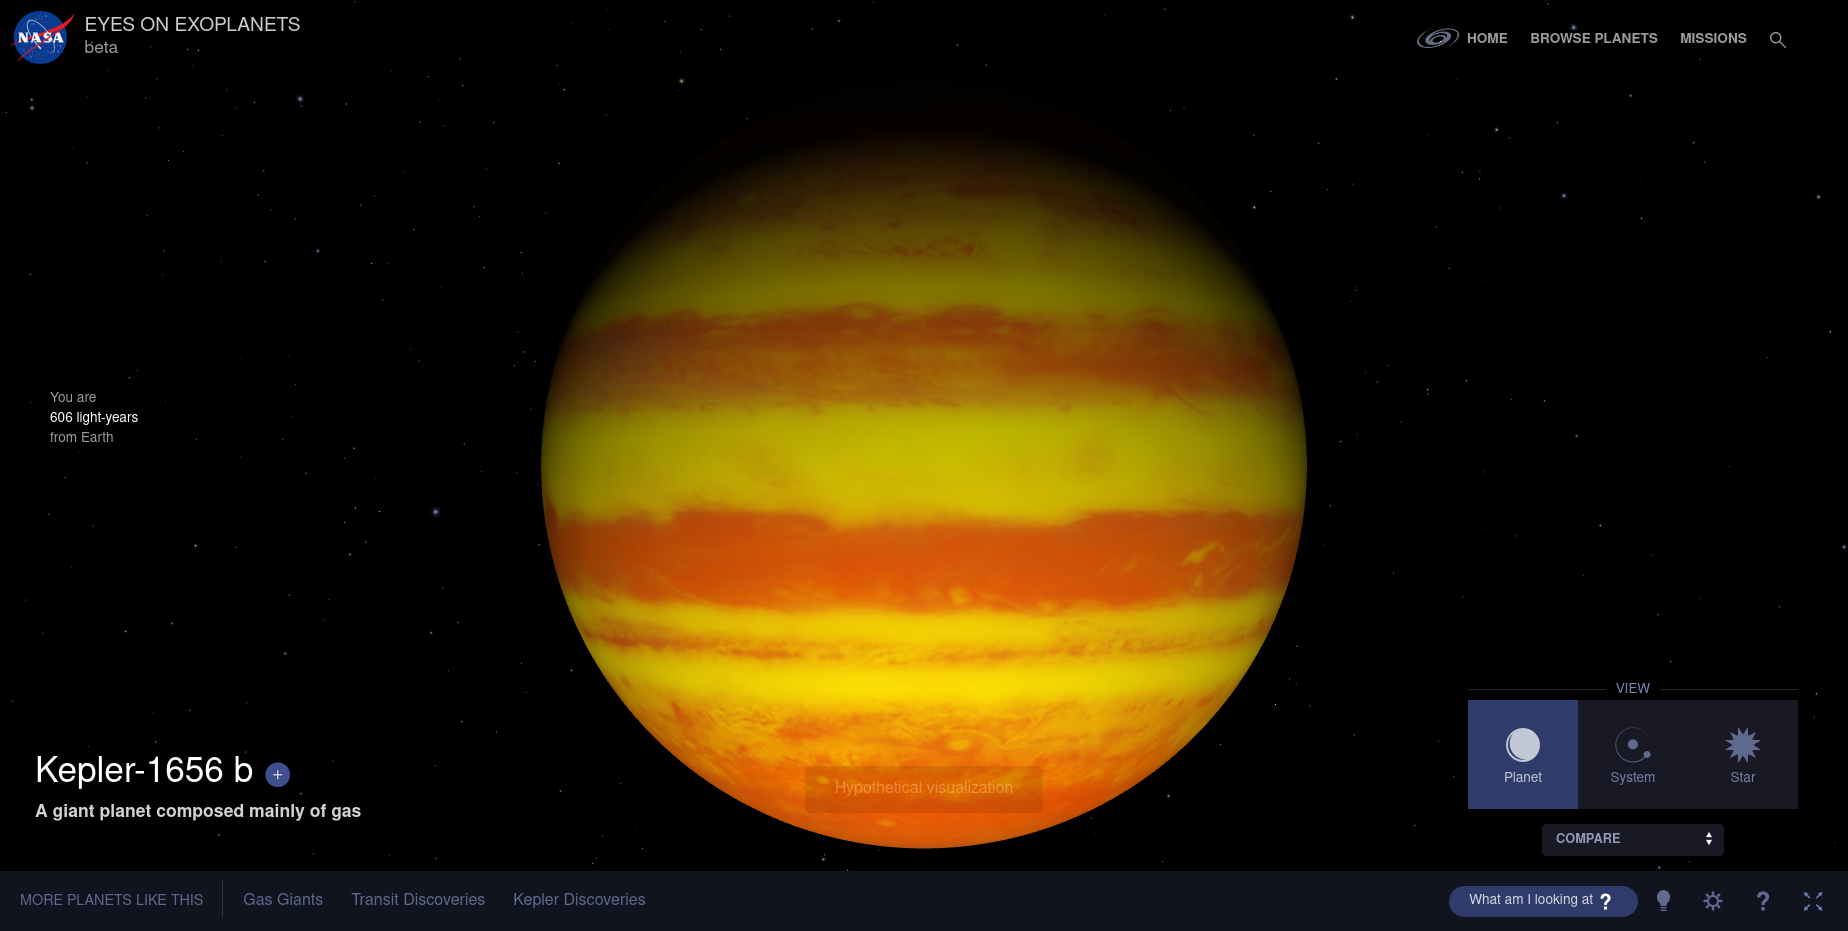 NASA
EYES ON EXOPLANETS
beta
HOME
BROWSE PLANETS
MISSIONS
You are
606 light-years
from Earth
Kepler-1656 b +
A giant planet composed mainly of gas
Hypothetical visualization
VIEW
Planet
System
Star
COMPARE
MORE PLANETS LIKE THIS
Gas Giants
Transit Discoveries
Kepler Discoveries
What am I looking at ?
?